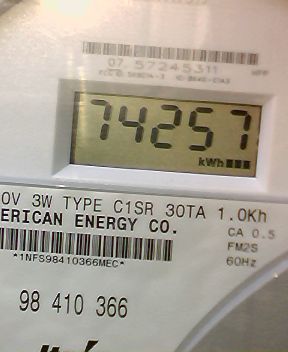 07 57245311
74257
kWh
0V 3W TYPE C1SR 30TA 1.0Kh
ERICAN ENERGY CO.
CA 0.5
FM2S
*1NFS98410366MEC*
60Hz
98 410 366